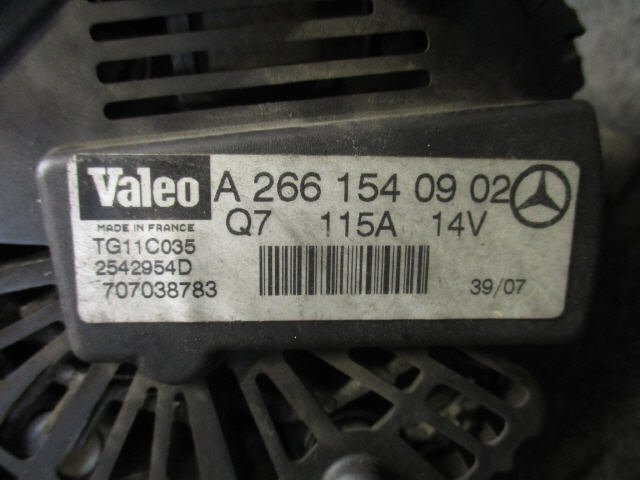 Valeo A 266 154 09 02
MADE IN FRANCE Q7 115A 14V
TG11C035
2542954D
707038783 39/07